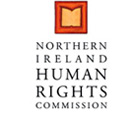 NORTHERN
IRELAND
HUMAN
RIGHTS
COMMISSION